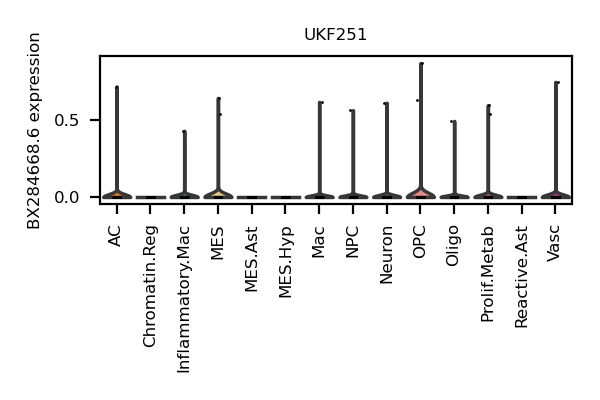 UKF251
BX284668.6 expression
0.5
0.0
AC
Chromatin.Reg
Inflammatory.Mac
MES
MES.Ast
MES.Hyp
Mac
NPC
Neuron
OPC
Oligo
Prolif.Metab
Reactive.Ast
Vasc